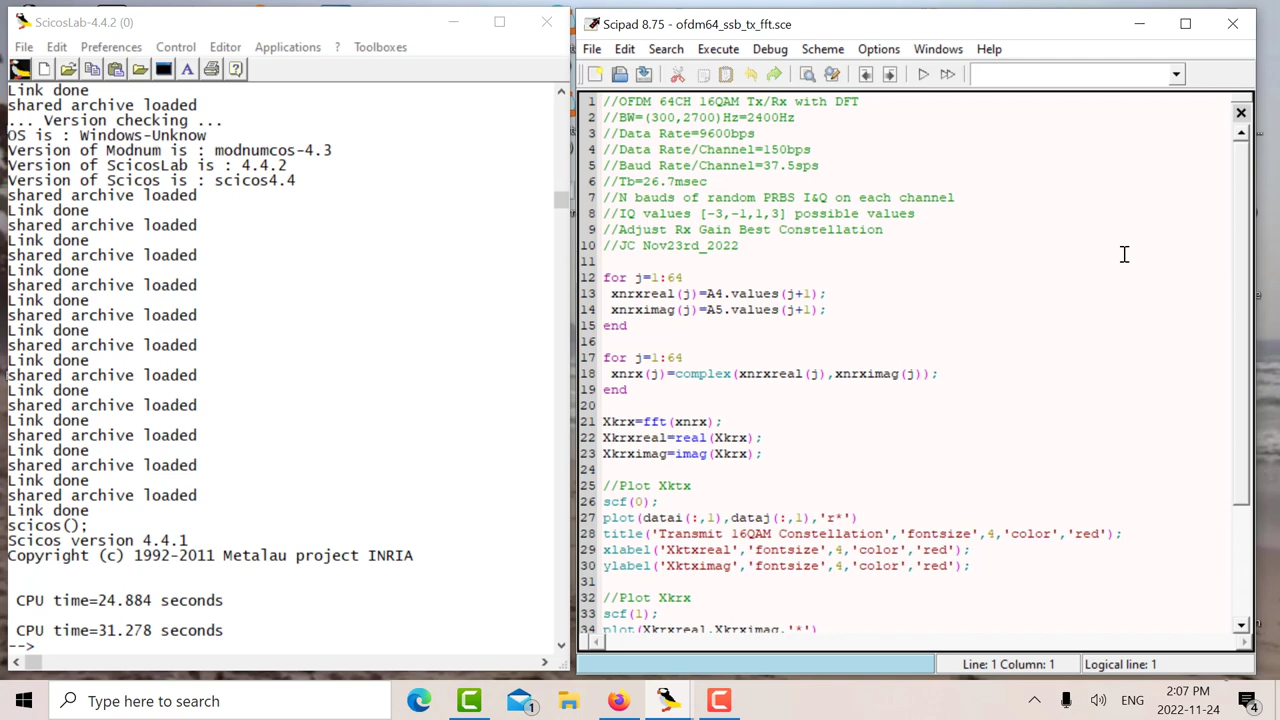 ScicosLab-4.4.2 (0)
File Edit Preferences Control Editor Applications ? Toolboxes
Link done
shared archive loaded
... Version checking ...
OS is : Windows-Unknow
Version of Modnum is : modnumcos-4.3
Version of ScicosLab is : 4.4.2
Version of Scicos is : scicos4.4
shared archive loaded
Link done
shared archive loaded
Link done
shared archive loaded
Link done
shared archive loaded
Link done
shared archive loaded
Link done
shared archive loaded
Link done
shared archive loaded
Link done
shared archive loaded
Link done
shared archive loaded
Link done
shared archive loaded
Link done
shared archive loaded
Link done
scicos();
Scicos version 4.4.1
Copyright (c) 1992-2011 Metalau project INRIA
CPU time=24.884 seconds
CPU time=31.278 seconds
-->
Scipad 8.75 - ofdm64_ssb_tx_fft.sce
File Edit Search Execute Debug Scheme Options Windows Help
1 //OFDM 64CH 16QAM Tx/Rx with DFT
2 //BW=(300,2700)Hz=2400Hz
3 //Data Rate=9600bps
4 //Data Rate/Channel=150bps
5 //Baud Rate/Channel=37.5sps
6 //Tb=26.7msec
7 //N bauds of random PRBS I&Q on each channel
8 //IQ values [-3,-1,1,3] possible values
9 //Adjust Rx Gain Best Constellation
10 //JC Nov23rd_2022
11
12 for j=1:64
13 xnrxreal(j)=A4.values(j+1);
14 xnrximag(j)=A5.values(j+1);
15 end
16
17 for j=1:64
18 xnrx(j)=complex(xnrxreal(j),xnrximag(j));
19 end
20
21 Xkrx=fft(xnrx);
22 Xkrxreal=real(Xkrx);
23 Xkrximag=imag(Xkrx);
24
25 //Plot Xktx
26 scf(0);
27 plot(datai(:,1),dataj(:,1),'r*')
28 title('Transmit 16QAM Constellation','fontsize',4,'color','red');
29 xlabel('Xktxreal','fontsize',4,'color','red');
30 ylabel('Xktximag','fontsize',4,'color','red');
31
32 //Plot Xkrx
33 scf(1);
34 plot(Xkrxreal,Xkrximag,'*')
Line: 1 Column: 1 Logical line: 1
Type here to search
1
ENG
2:07 PM
2022-11-24
4